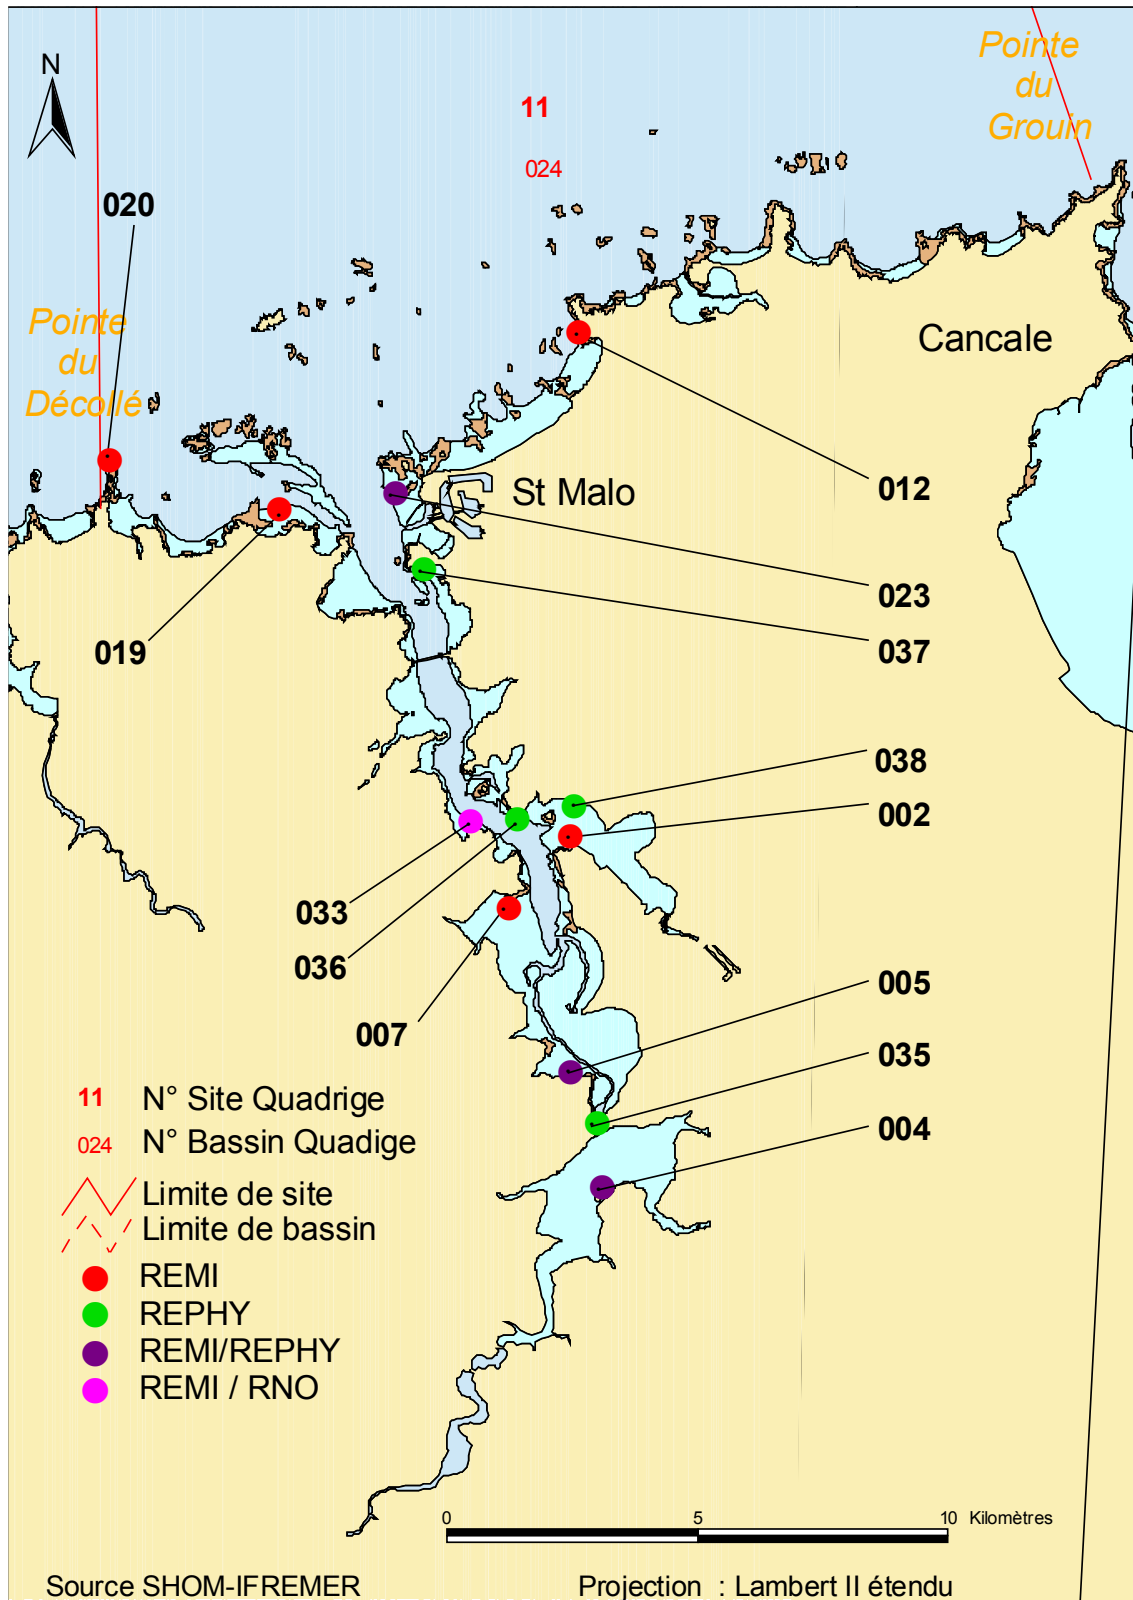 N
11
024
Pointe
du
Grouin
020
Pointe
du
Décollé
Cancale
St Malo
012
023
037
019
038
002
033
036
007
005
035
004
11 N° Site Quadrige
024 N° Bassin Quadige
Limite de site
Limite de bassin
REMI
REPHY
REMI/REPHY
REMI / RNO
0 5 10 Kilomètres
Source SHOM-IFREMER Projection : Lambert II étendu